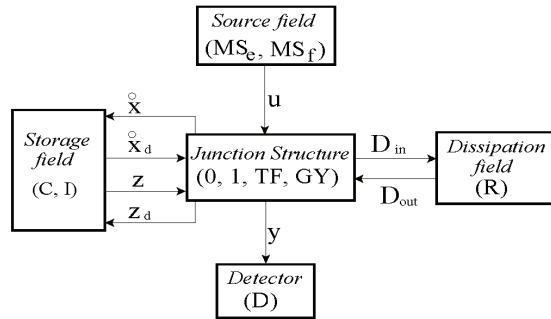 Source field
(MSe, MSf)
u
x̊
Storage
field
(C, I)
x̊d
z
zd
Junction Structure
(0, 1, TF, GY)
Din
Dout
Dissipation
field
(R)
y
Detector
(D)